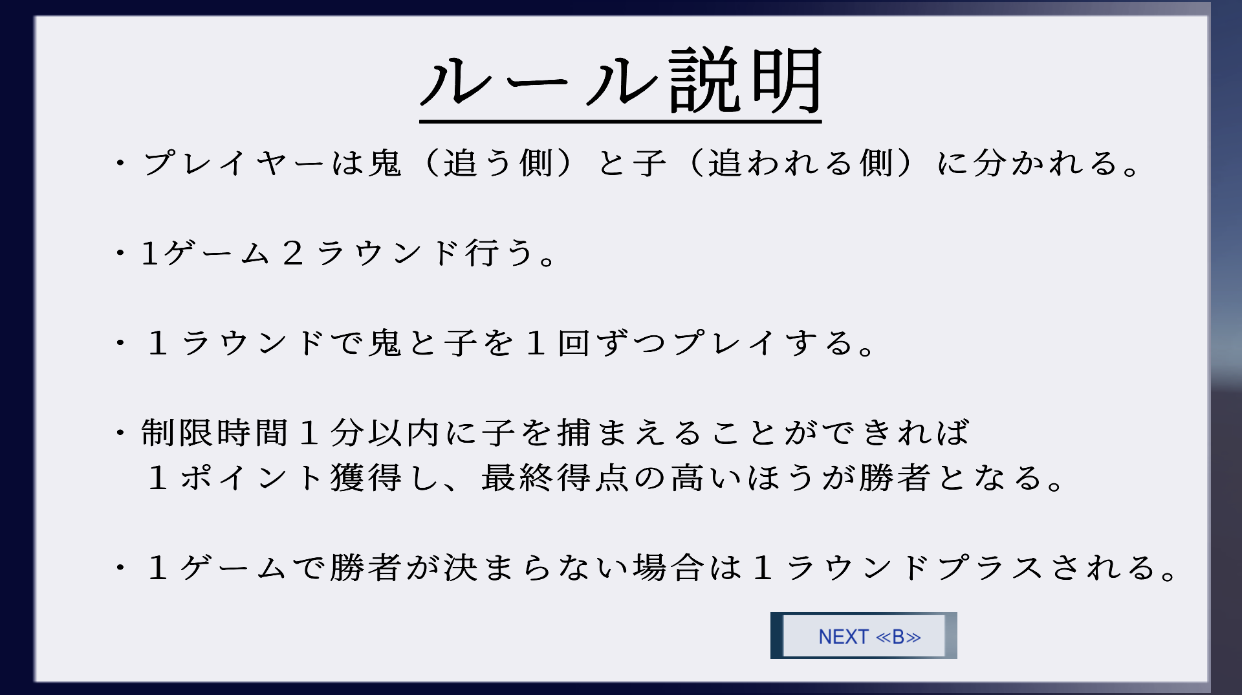 ルール説明
・プレイヤーは鬼（追う側）と子（追われる側）に分かれる。
・1ゲーム２ラウンド行う。
・１ラウンドで鬼と子を１回ずつプレイする。
・制限時間１分以内に子を捕まえることができれば
１ポイント獲得し、最終得点の高いほうが勝者となる。
・１ゲームで勝者が決まらない場合は１ラウンドプラスされる。
NEXT ≪B≫